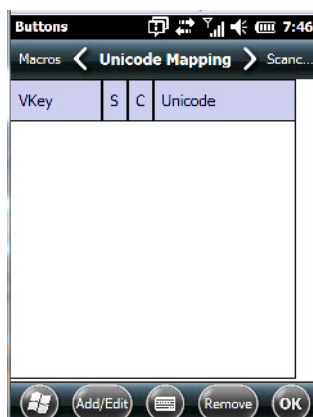 Buttons 7:46
Macros Unicode Mapping Scanc...
VKey S C Unicode
Add/Edit Remove OK